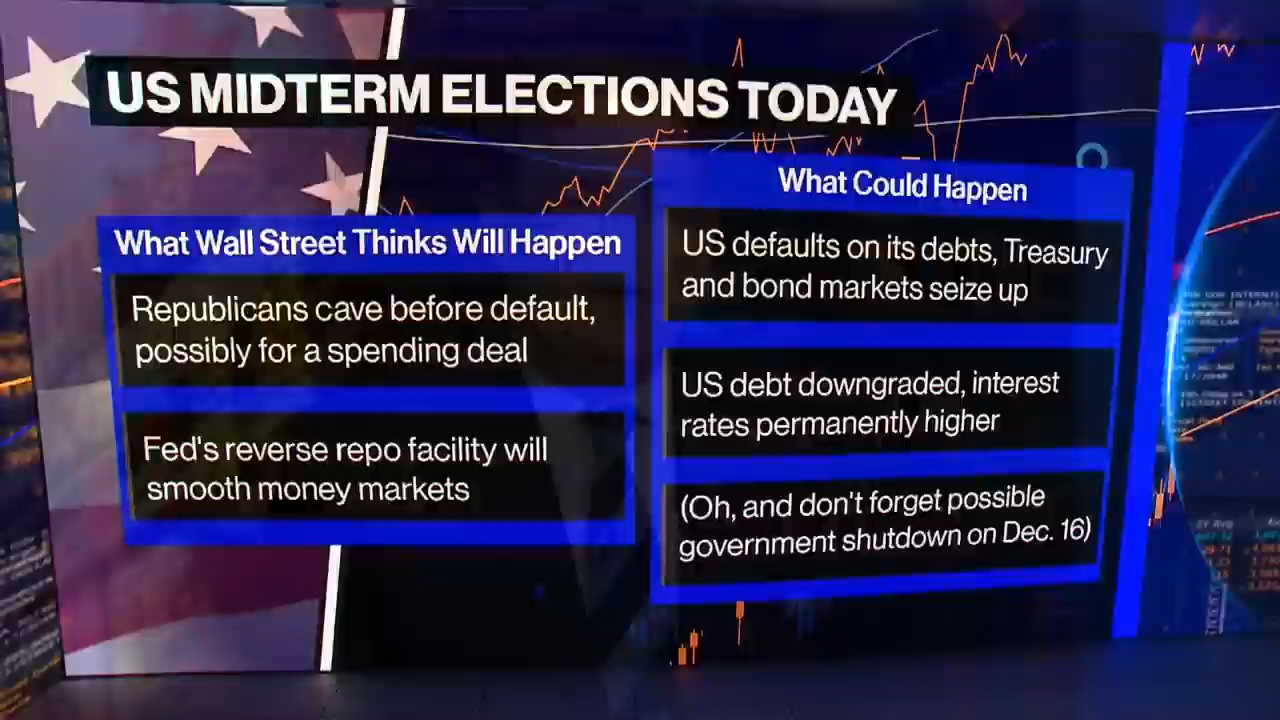 US MIDTERM ELECTIONS TODAY
What Wall Street Thinks Will Happen
Republicans cave before default,
possibly for a spending deal
Fed's reverse repo facility will
smooth money markets
What Could Happen
US defaults on its debts, Treasury
and bond markets seize up
US debt downgraded, interest
rates permanently higher
(Oh, and don't forget possible
government shutdown on Dec. 16)